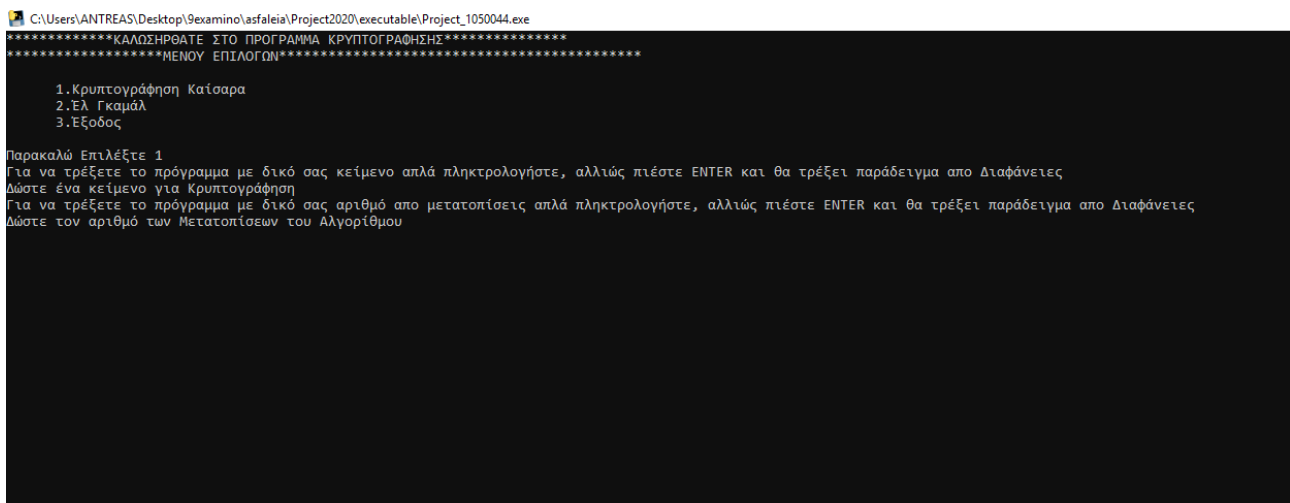 C:\Users\ANTREAS\Desktop\9examino\asfaleia\Project2020\executable\Project_1050044.exe
*************ΚΑΛΩΣΗΡΘΑΤΕ ΣΤΟ ΠΡΟΓΡΑΜΜΑ ΚΡΥΠΤΟΓΡΑΦΗΣΗΣ***************
*******************ΜΕΝΟΥ ΕΠΙΛΟΓΩΝ********************************************
1.Κρυπτογράφηση Καίσαρα
2.Έλ Γκαμάλ
3.Έξοδος
Παρακαλώ Επιλέξτε 1
Για να τρέξετε το πρόγραμμα με δικό σας κείμενο απλά πληκτρολογήστε, αλλιώς πιέστε ENTER και θα τρέξει παράδειγμα απο Διαφάνειες
Δώστε ένα κείμενο για Κρυπτογράφηση
Για να τρέξετε το πρόγραμμα με δικό σας αριθμό απο μετατοπίσεις απλά πληκτρολογήστε, αλλιώς πιέστε ENTER και θα τρέξει παράδειγμα απο Διαφάνειες
Δώστε τον αριθμό των Μετατοπίσεων του Αλγορίθμου